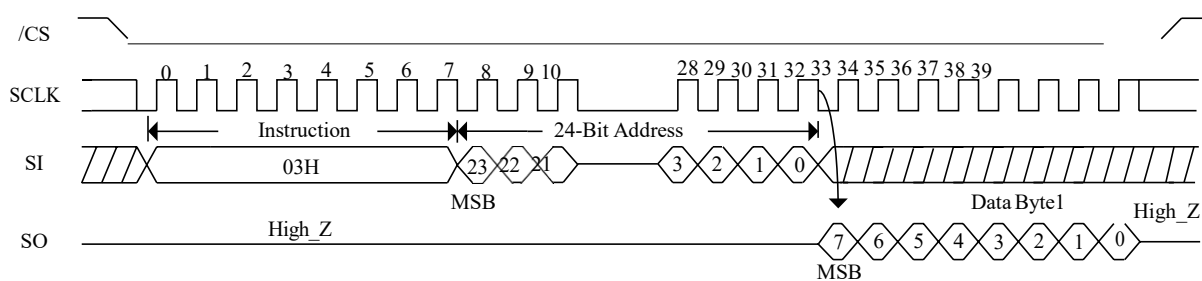 /CS
0 1 2 3 4 5 6 7 8 9 10 28 29 30 31 32 33 34 35 36 37 38 39
SCLK
Instruction 24-Bit Address
SI 03H 23 22 21 3 2 1 0
MSB Data Byte1
High_Z High_Z
SO 7 6 5 4 3 2 1 0
MSB